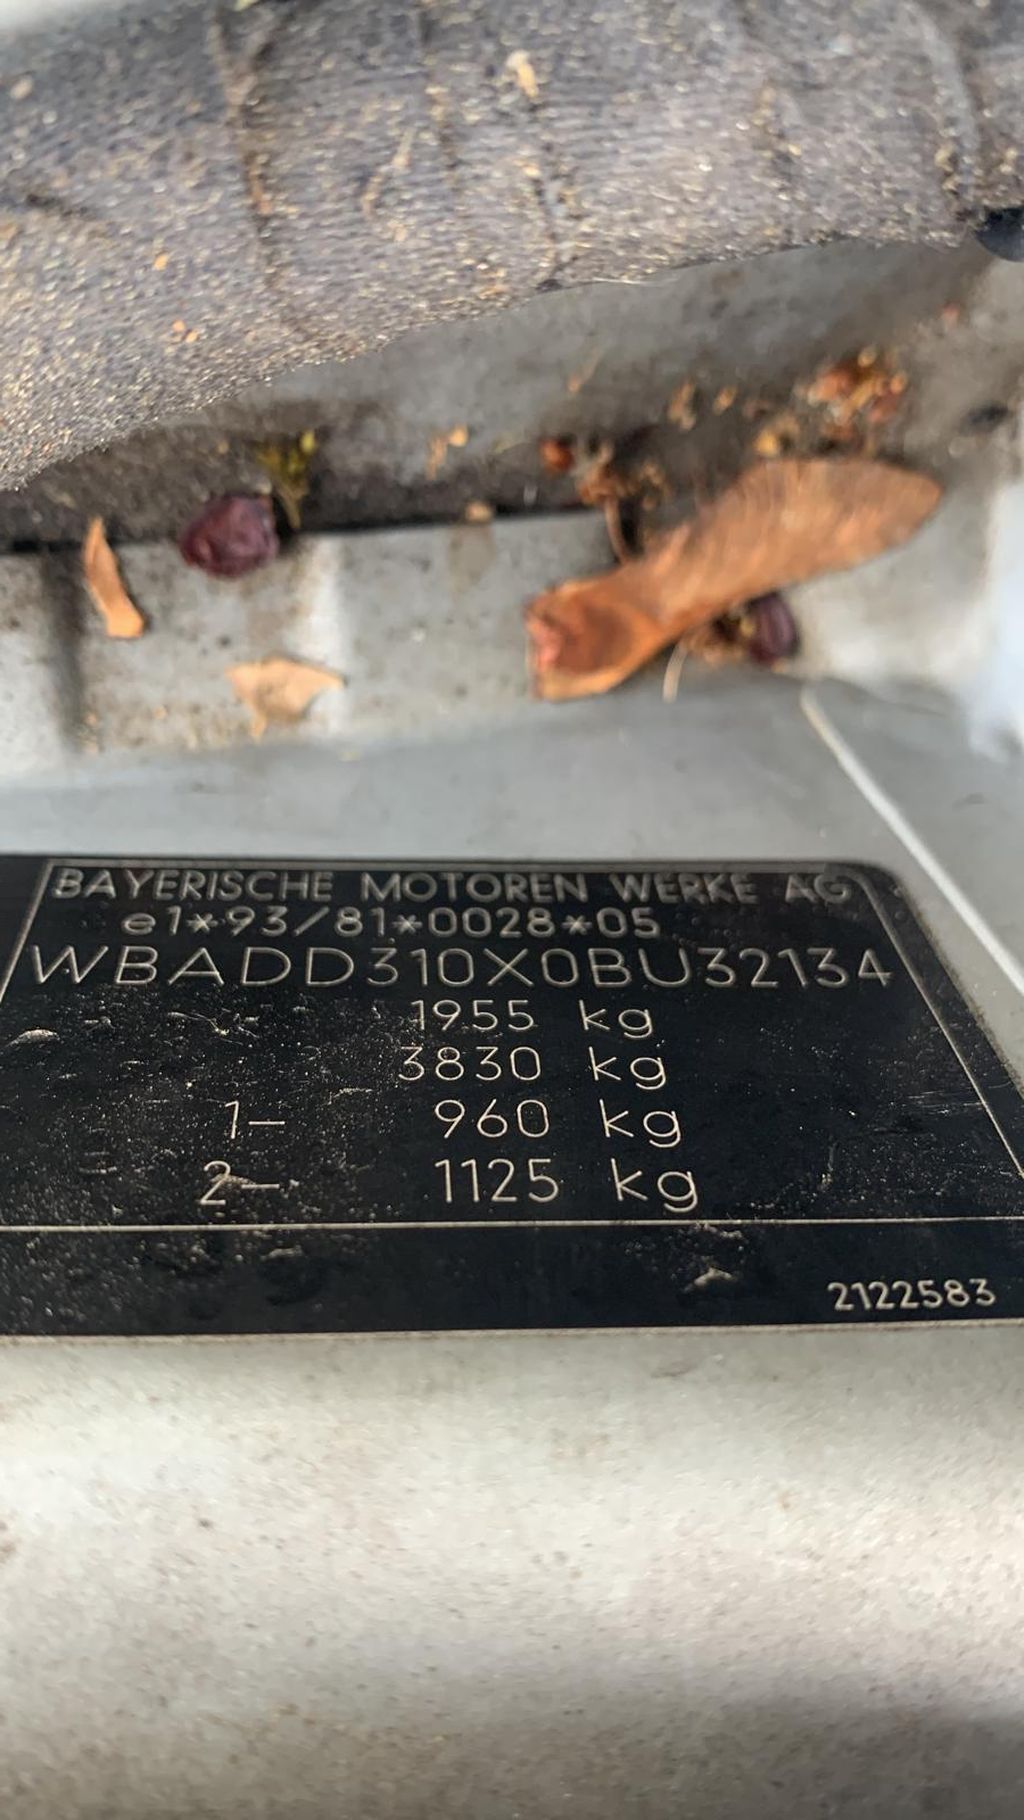 BAYERISCHE MOTOREN WERKE AG
e1*93/81*0028*05
WBADD310X0BU32134
1955 kg
3830 kg
1- 960 kg
2- 1125 kg
2122583